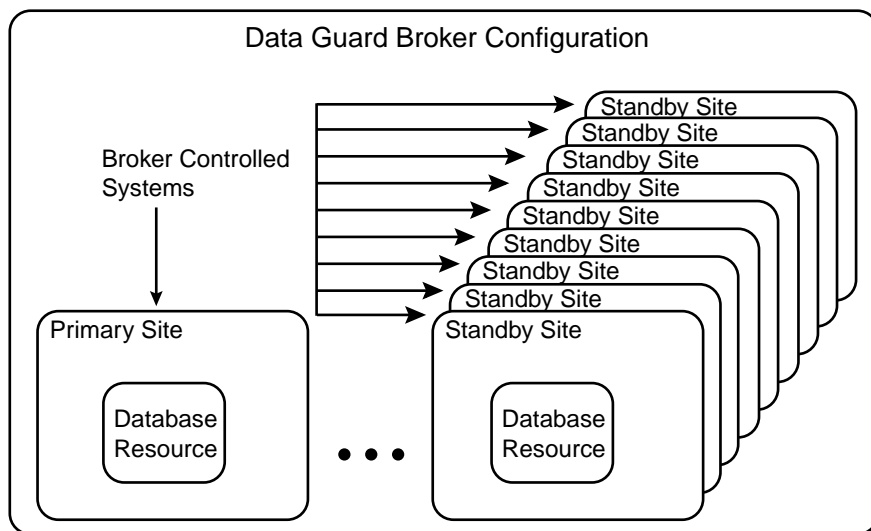 Data Guard Broker Configuration
Standby Site
Standby Site
Standby Site
Standby Site
Standby Site
Standby Site
Standby Site
Standby Site
Standby Site
Broker Controlled
Systems
Primary Site
Database
Resource
Database
Resource